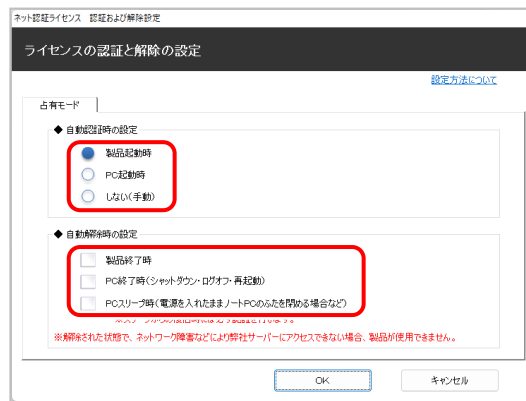 ネット認証ライセンス 認証および解除設定
ライセンスの認証と解除の設定
設定方法について
占有モード
◆ 自動認証時の設定
製品起動時
PC起動時
しない(手動)
◆ 自動解除時の設定
製品終了時
PC終了時(シャットダウン・ログオフ・再起動)
PCスリープ時(電源を入れたままノートPCのふたを閉める場合など)
※解除された状態で、ネットワーク障害などにより弊社サーバーにアクセスできない場合、製品が使用できません。
OK
キャンセル